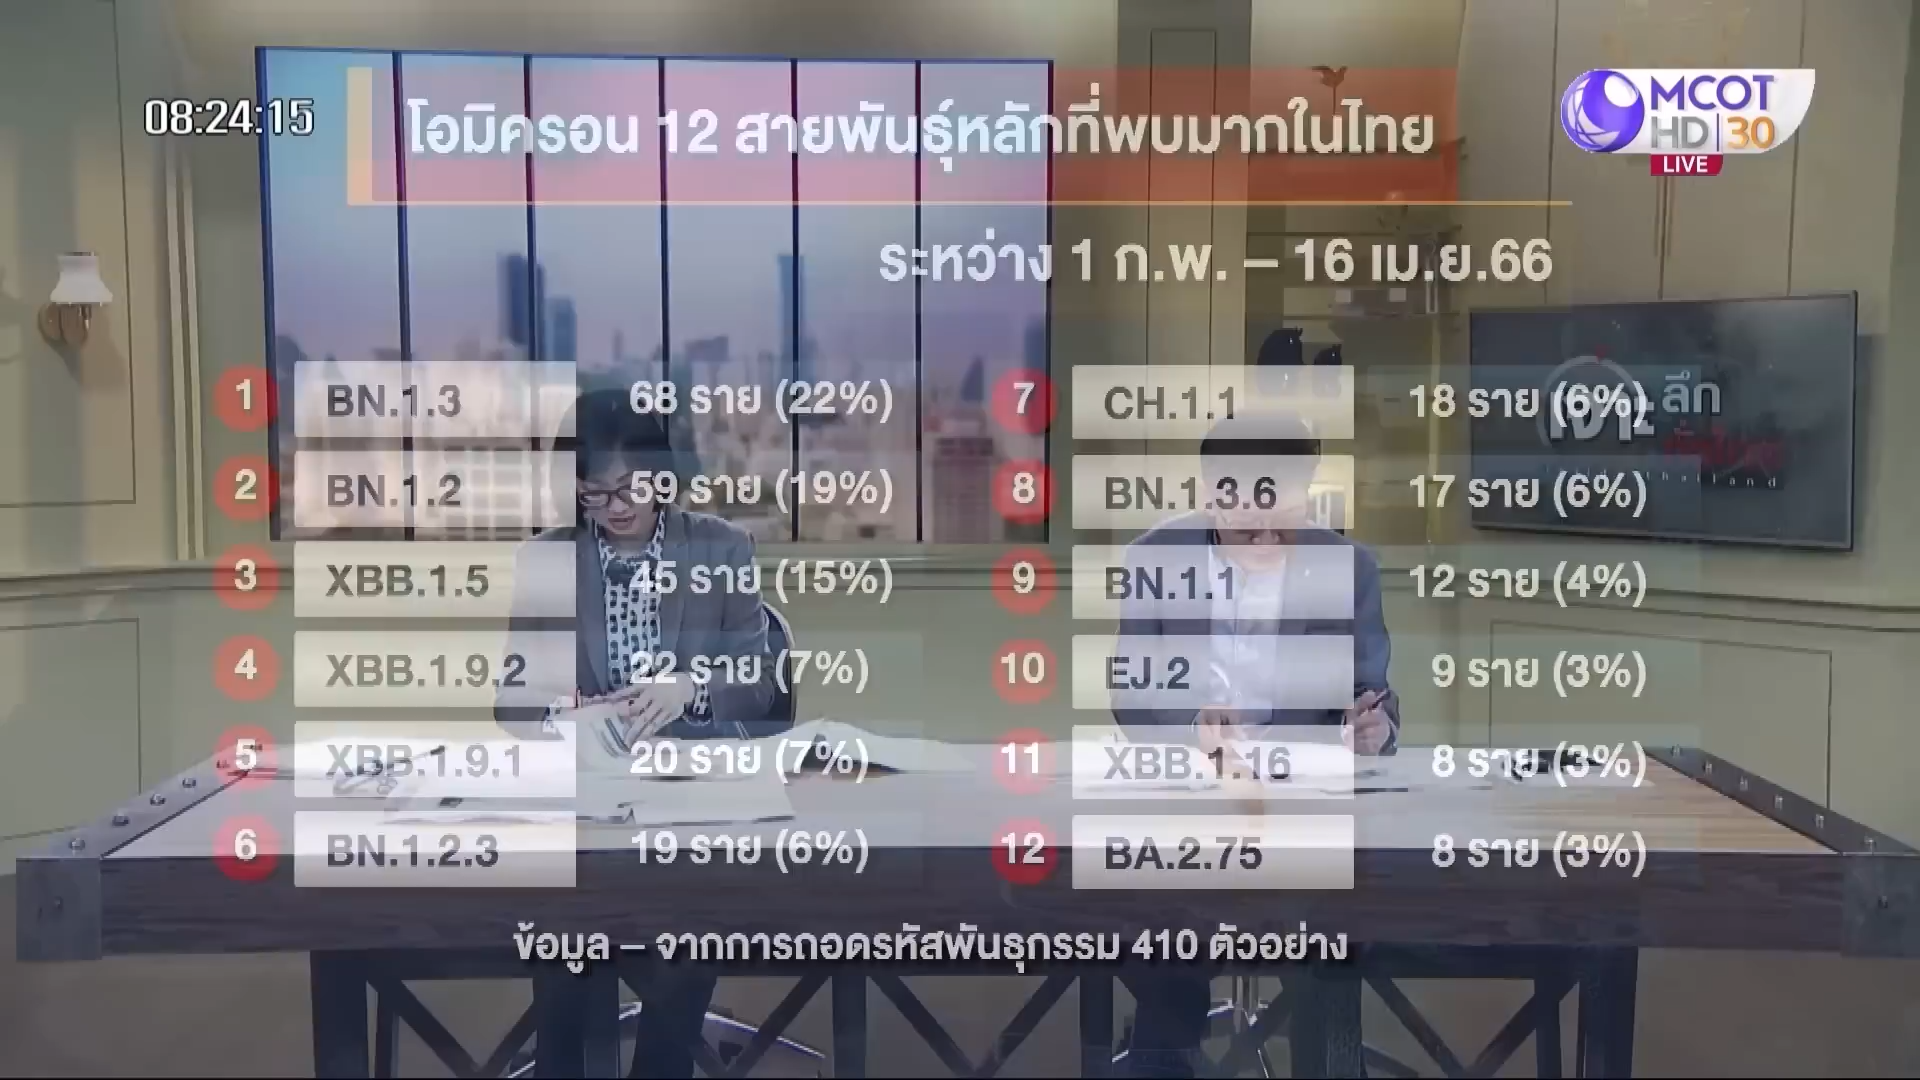 08:24:15
โอมิครอน 12 สายพันธุ์หลักที่พบมากในไทย
MCOT
HD 30
LIVE
ระหว่าง 1 ก.พ. – 16 เม.ย.66
1 BN.1.3 68 ราย (22%)
2 BN.1.2 59 ราย (19%)
3 XBB.1.5 45 ราย (15%)
4 XBB.1.9.2 22 ราย (7%)
5 XBB.1.9.1 20 ราย (7%)
6 BN.1.2.3 19 ราย (6%)
7 CH.1.1 18 ราย (6%)
8 BN.1.3.6 17 ราย (6%)
9 BN.1.1 12 ราย (4%)
10 EJ.2 9 ราย (3%)
11 XBB.1.16 8 ราย (3%)
12 BA.2.75 8 ราย (3%)
เจาะลึก
thailand
ข้อมูล – จากการถอดรหัสพันธุกรรม 410 ตัวอย่าง